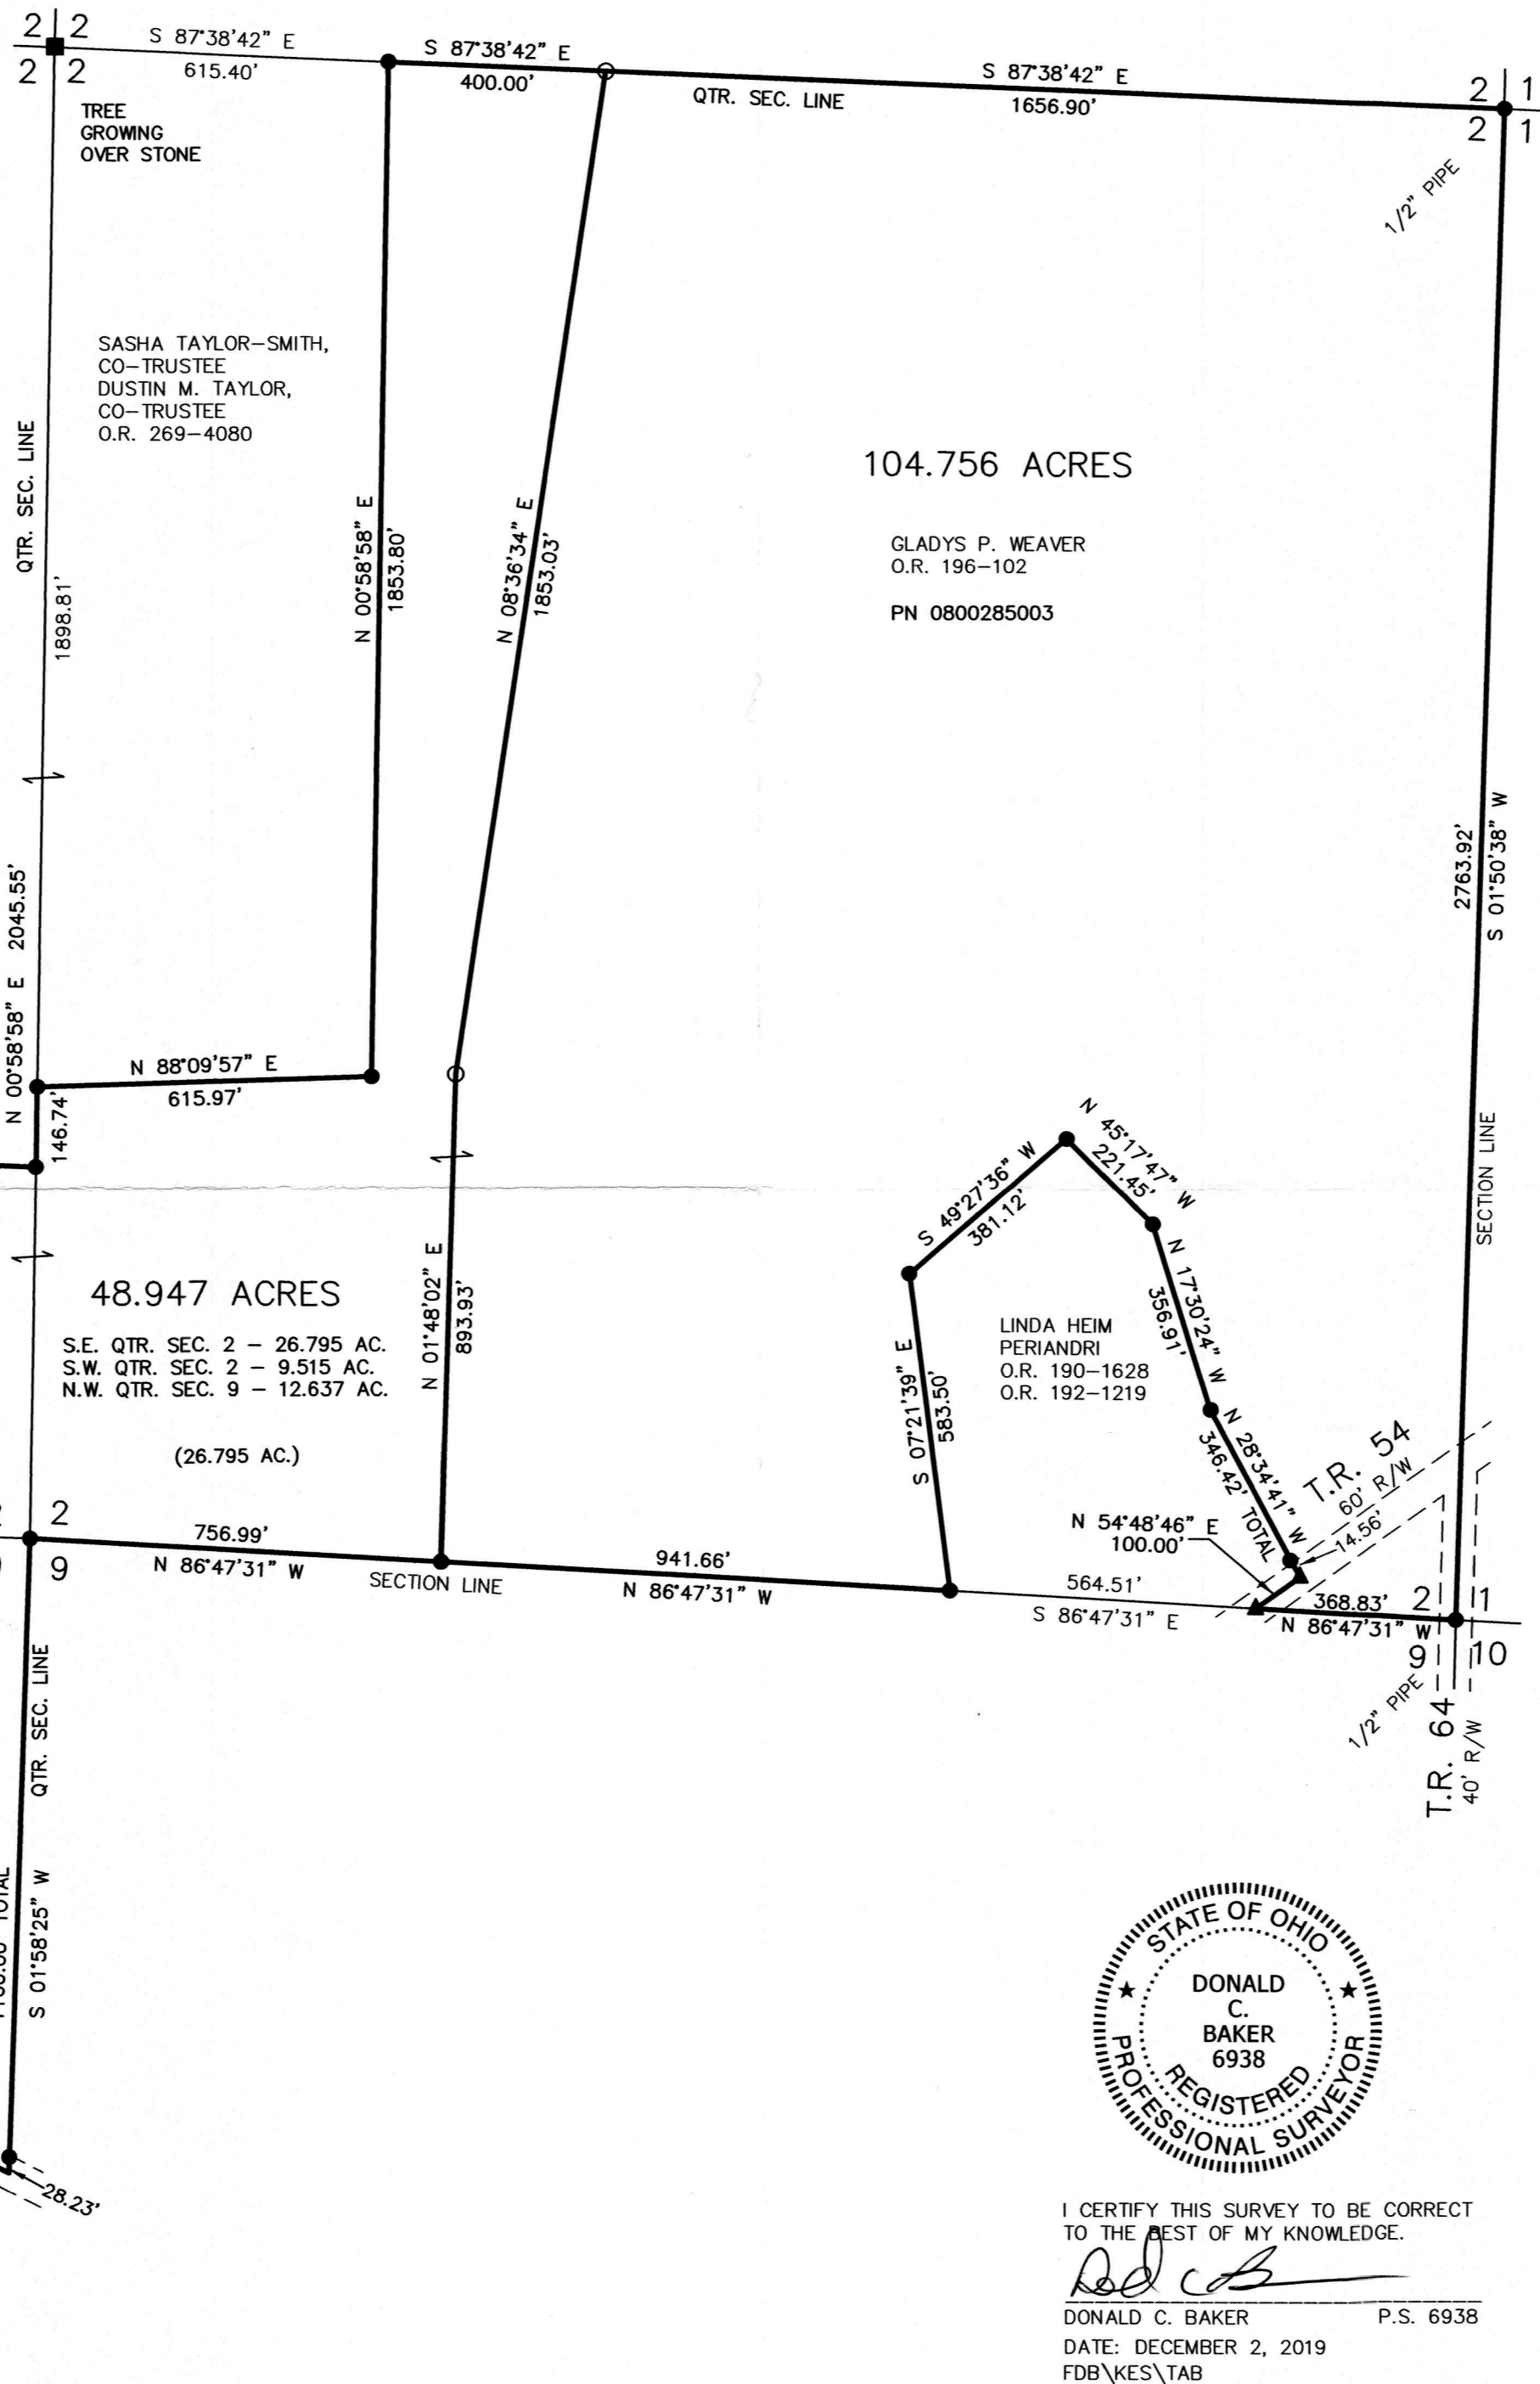 2 2
2 2
S 87°38'42" E
615.40'
S 87°38'42" E
400.00'
QTR. SEC. LINE
S 87°38'42" E
1656.90'
2 1
2 1
1/2" PIPE
TREE
GROWING
OVER STONE
SASHA TAYLOR-SMITH,
CO-TRUSTEE
DUSTIN M. TAYLOR,
CO-TRUSTEE
O.R. 269-4080
QTR. SEC. LINE
1898.81'
N 00°58'58" E
1853.80'
N 08°36'34" E
1853.03'
104.756 ACRES
GLADYS P. WEAVER
O.R. 196-102
PN 0800285003
2763.92'
S 01°50'38" W
SECTION LINE
N 00°58'58" E 2045.55'
146.74'
N 88°09'57" E
615.97'
N 01°48'02" E
893.93'
48.947 ACRES
S.E. QTR. SEC. 2 - 26.795 AC.
S.W. QTR. SEC. 2 - 9.515 AC.
N.W. QTR. SEC. 9 - 12.637 AC.
(26.795 AC.)
S 49°27'36" W
381.12'
N 45°17'47" W
221.45'
N 17°30'24" W
356.91'
LINDA HEIM
PERIANDRI
O.R. 190-1628
O.R. 192-1219
S 07°21'39" E
583.50'
N 28°34'41" W
346.42' TOTAL
T.R. 54
60' R/W
14.56'
N 54°48'46" E
100.00'
2
9
756.99'
N 86°47'31" W
SECTION LINE
941.66'
N 86°47'31" W
564.51'
S 86°47'31" E
368.83'
N 86°47'31" W
2 1
9 10
1/2" PIPE
T.R. 64
40' R/W
QTR. SEC. LINE
TOTAL
S 01°58'25" W
28.23'
STATE OF OHIO
DONALD
C.
BAKER
6938
REGISTERED
PROFESSIONAL SURVEYOR
I CERTIFY THIS SURVEY TO BE CORRECT
TO THE BEST OF MY KNOWLEDGE.
DONALD C. BAKER P.S. 6938
DATE: DECEMBER 2, 2019
FDB\KES\TAB